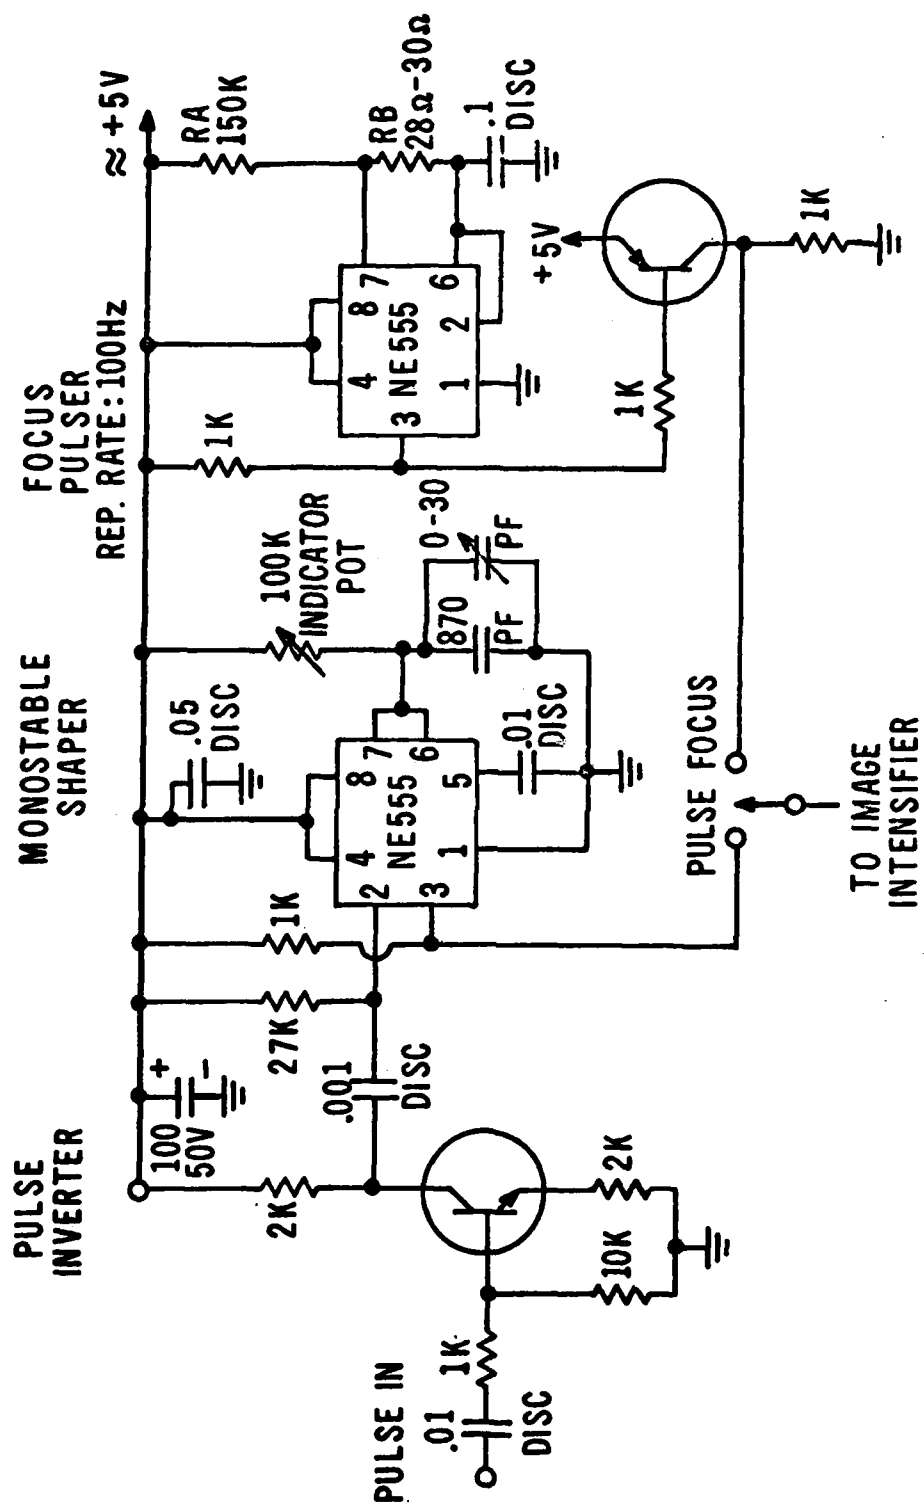 PULSE
INVERTER
MONOSTABLE
SHAPER
FOCUS
PULSER
REP. RATE:100Hz
≈ +5V
100
50V
+
−
.05
DISC
2K
27K
1K
100K
INDICATOR
POT
1K
RA
150K
RB
28Ω-30Ω
.1
DISC
.001
DISC
4
8
2
NE555
7
3
6
1
5
870
PF
0-30
PF
.01
DISC
4
8
7
3
NE555
6
1
2
PULSE IN
.01
DISC
1K
10K
2K
+5V
1K
1K
PULSE FOCUS
TO IMAGE
INTENSIFIER